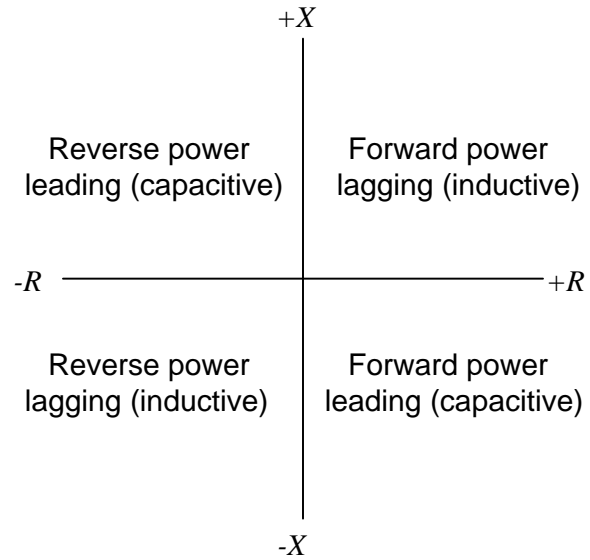 +X
Reverse power
leading (capacitive)
Forward power
lagging (inductive)
-R
+R
Reverse power
lagging (inductive)
Forward power
leading (capacitive)
-X